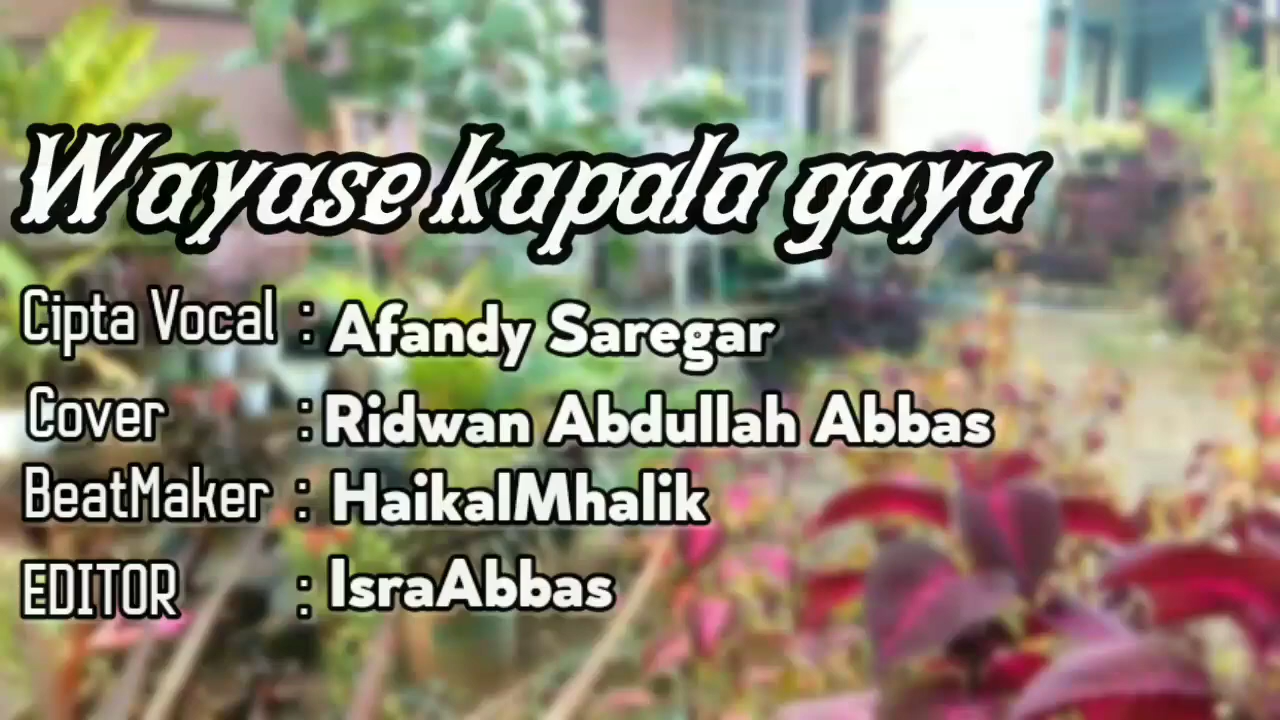 Wayase kapala gaya
Cipta Vocal : Afandy Saregar
Cover : Ridwan Abdullah Abbas
BeatMaker : HaikalMhalik
EDITOR : IsraAbbas